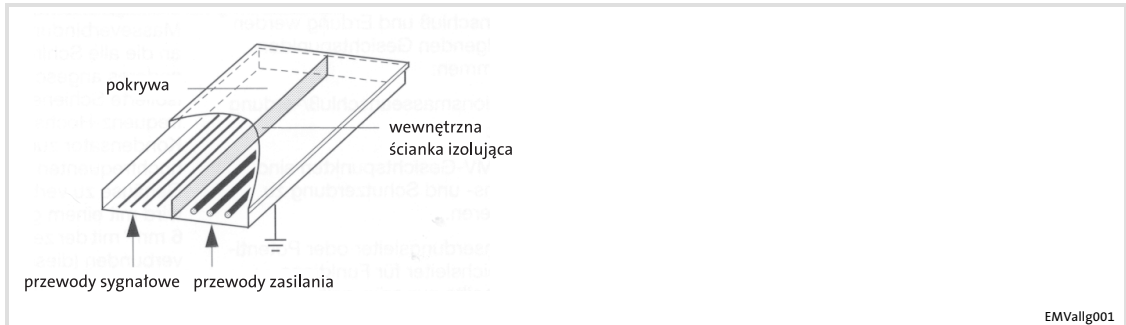 pokrywa
wewnętrzna
ścianka izolująca
przewody sygnałowe
przewody zasilania
EMVallg001